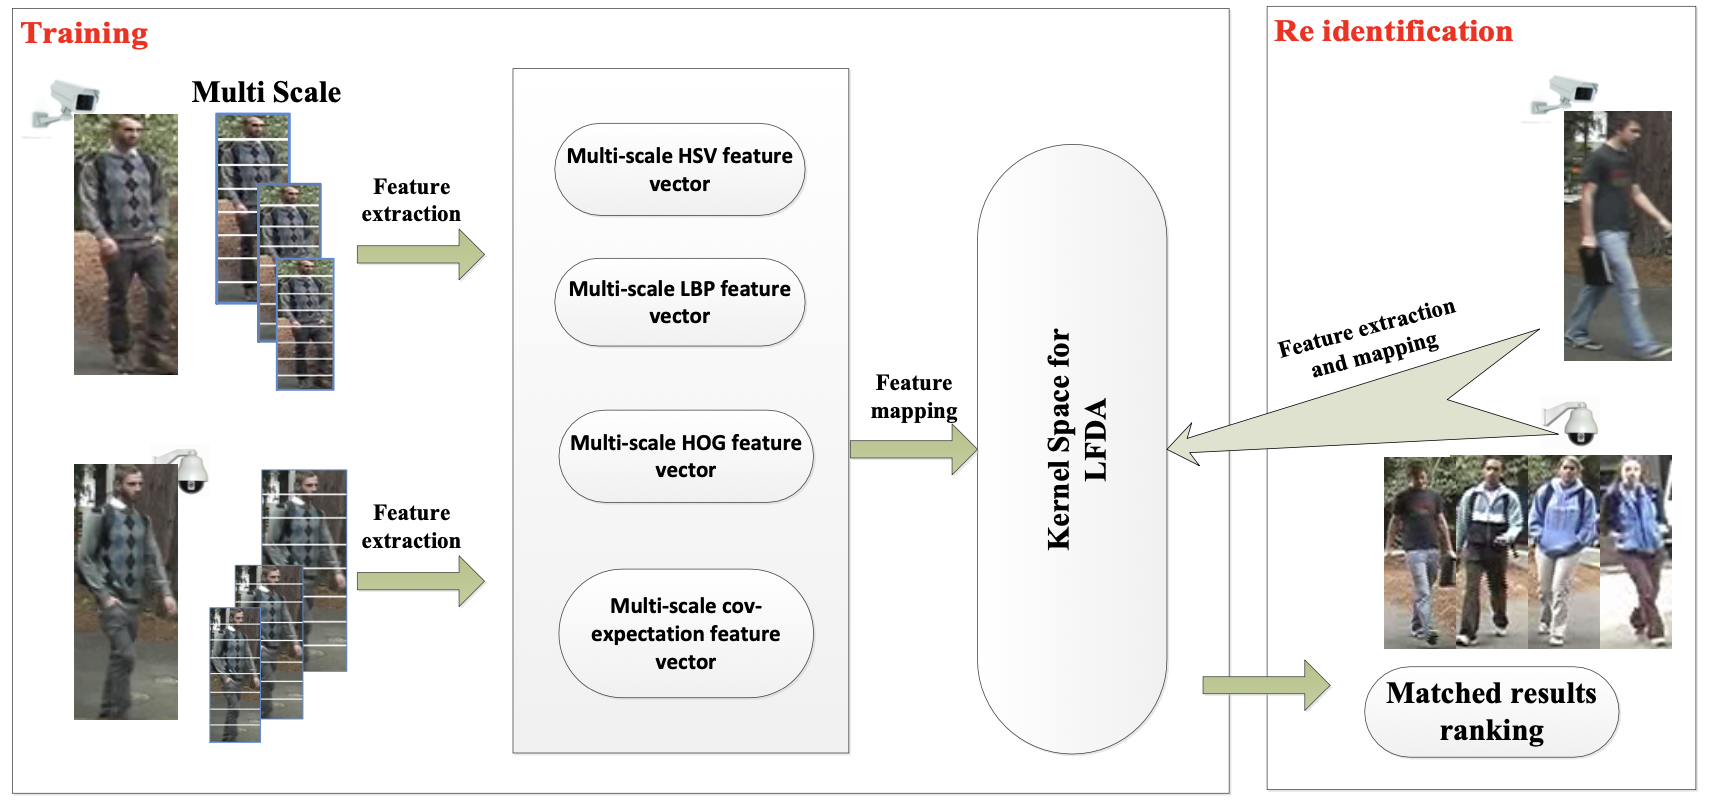 Training
Multi Scale
Feature
extraction
Feature
extraction
Multi-scale HSV feature
vector
Multi-scale LBP feature
vector
Multi-scale HOG feature
vector
Multi-scale cov-
expectation feature
vector
Feature
mapping
Kernel Space for
LFDA
Re identification
Feature extraction
and mapping
Matched results
ranking